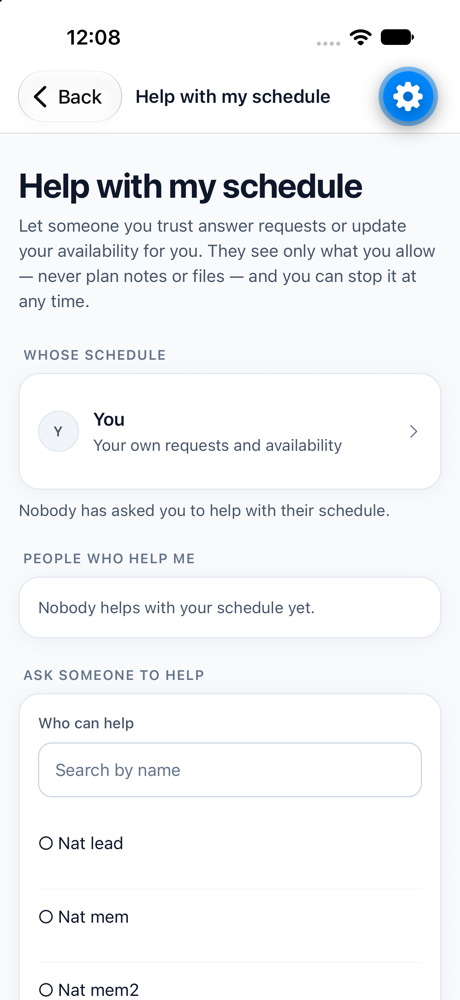 12:08
Back
Help with my schedule
Help with my schedule
Let someone you trust answer requests or update
your availability for you. They see only what you allow
— never plan notes or files — and you can stop it at
any time.
WHOSE SCHEDULE
Y
You
Your own requests and availability
Nobody has asked you to help with their schedule.
PEOPLE WHO HELP ME
Nobody helps with your schedule yet.
ASK SOMEONE TO HELP
Who can help
Search by name
Nat lead
Nat mem
Nat mem2